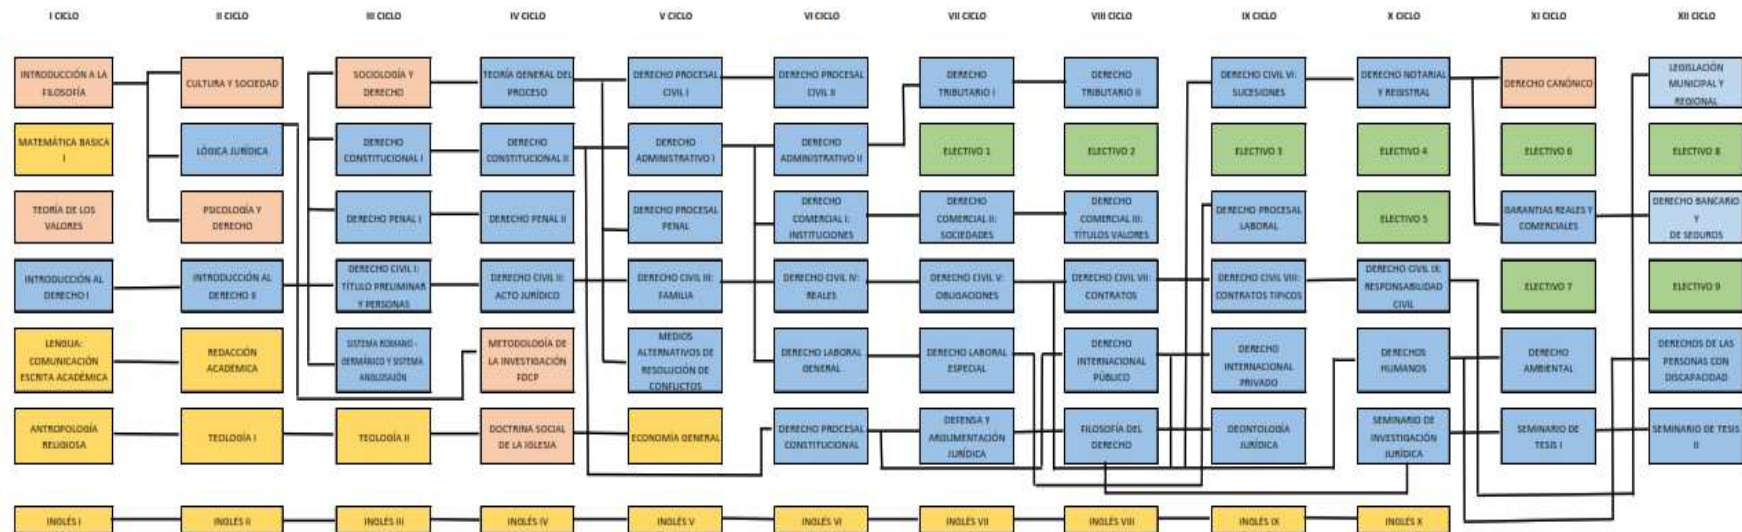 I CICLO
II CICLO
III CICLO
IV CICLO
V CICLO
VI CICLO
VII CICLO
VIII CICLO
IX CICLO
X CICLO
XI CICLO
XII CICLO
INTRODUCCIÓN A LA
FILOSOFÍA
CULTURA Y SOCIEDAD
SOCIOLOGÍA Y
DERECHO
TEORÍA GENERAL DEL
PROCESO
DERECHO PROCESAL
CIVIL I
DERECHO PROCESAL
CIVIL II
DERECHO
TRIBUTARIO I
DERECHO
TRIBUTARIO II
DERECHO CIVIL VI:
SUCESIONES
DERECHO NOTARIAL
Y REGISTRAL
DERECHO CANÓNICO
LEGISLACIÓN
MUNICIPAL Y
REGIONAL
MATEMÁTICA BASICA
I
LÓGICA JURÍDICA
DERECHO
CONSTITUCIONAL I
DERECHO
CONSTITUCIONAL II
DERECHO
ADMINISTRATIVO I
DERECHO
ADMINISTRATIVO II
ELECTIVO 1
ELECTIVO 2
ELECTIVO 3
ELECTIVO 4
ELECTIVO 6
ELECTIVO 8
TEORÍA DE LOS
VALORES
PSICOLOGÍA Y
DERECHO
DERECHO PENAL I
DERECHO PENAL II
DERECHO PROCESAL
PENAL
DERECHO
COMERCIAL I:
INSTITUCIONES
DERECHO
COMERCIAL II:
SOCIEDADES
DERECHO
COMERCIAL III:
TÍTULOS VALORES
DERECHO PROCESAL
LABORAL
ELECTIVO 5
GARANTIAS REALES Y
COMERCIALES
DERECHO BANCARIO
Y
DE SEGUROS
INTRODUCCIÓN AL
DERECHO I
INTRODUCCIÓN AL
DERECHO II
DERECHO CIVIL I:
TÍTULO PRELIMINAR
Y PERSONAS
DERECHO CIVIL II:
ACTO JURÍDICO
DERECHO CIVIL III:
FAMILIA
DERECHO CIVIL IV:
REALES
DERECHO CIVIL V:
OBLIGACIONES
DERECHO CIVIL VII:
CONTRATOS
DERECHO CIVIL VIII:
CONTRATOS TIPICOS
DERECHO CIVIL IX:
RESPONSABILIDAD
CIVIL
ELECTIVO 7
ELECTIVO 9
LENGUA:
COMUNICACIÓN
ESCRITA ACADÉMICA
REDACCIÓN
ACADÉMICA
SISTEMA ROMANO -
GERMÁNICO Y SISTEMA
ANGLOSAJÓN
METODOLOGÍA DE
LA INVESTIGACIÓN
FDCP
MEDIOS
ALTERNATIVOS DE
RESOLUCIÓN DE
CONFLICTOS
DERECHO LABORAL
GENERAL
DERECHO LABORAL
ESPECIAL
DERECHO
INTERNACIONAL
PÚBLICO
DERECHO
INTERNACIONAL
PRIVADO
DERECHOS
HUMANOS
DERECHO
AMBIENTAL
DERECHOS DE LAS
PERSONAS CON
DISCAPACIDAD
ANTROPOLOGÍA
RELIGIOSA
TEOLOGÍA I
TEOLOGÍA II
DOCTRINA SOCIAL
DE LA IGLESIA
ECONOMÍA GENERAL
DERECHO PROCESAL
CONSTITUCIONAL
DEFENSA Y
ARGUMENTACIÓN
JURÍDICA
FILOSOFÍA DEL
DERECHO
DEONTOLOGÍA
JURÍDICA
SEMINARIO DE
INVESTIGACIÓN
JURÍDICA
SEMINARIO DE
TESIS I
SEMINARIO DE TESIS
II
INGLÉS I
INGLÉS II
INGLÉS III
INGLÉS IV
INGLÉS V
INGLÉS VI
INGLÉS VII
INGLÉS VIII
INGLÉS IX
INGLÉS X